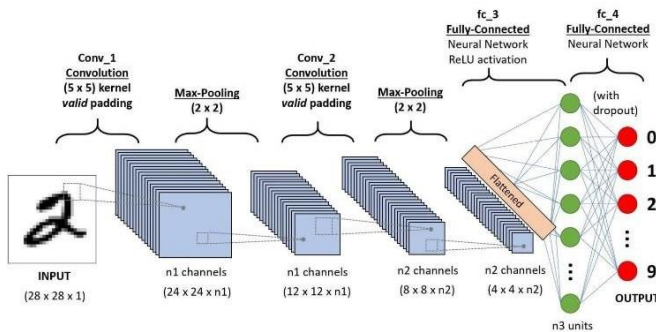 fc_3
Fully-Connected
Neural Network
ReLU activation
fc_4
Fully-Connected
Neural Network
Conv_1
Convolution
(5 x 5) kernel
valid padding
Max-Pooling
(2 x 2)
Conv_2
Convolution
(5 x 5) kernel
valid padding
Max-Pooling
(2 x 2)
(with
dropout)
Flattened
0
1
2
9
2
INPUT
(28 x 28 x 1)
n1 channels
(24 x 24 x n1)
n1 channels
(12 x 12 x n1)
n2 channels
(8 x 8 x n2)
n2 channels
(4 x 4 x n2)
n3 units
OUTPUT